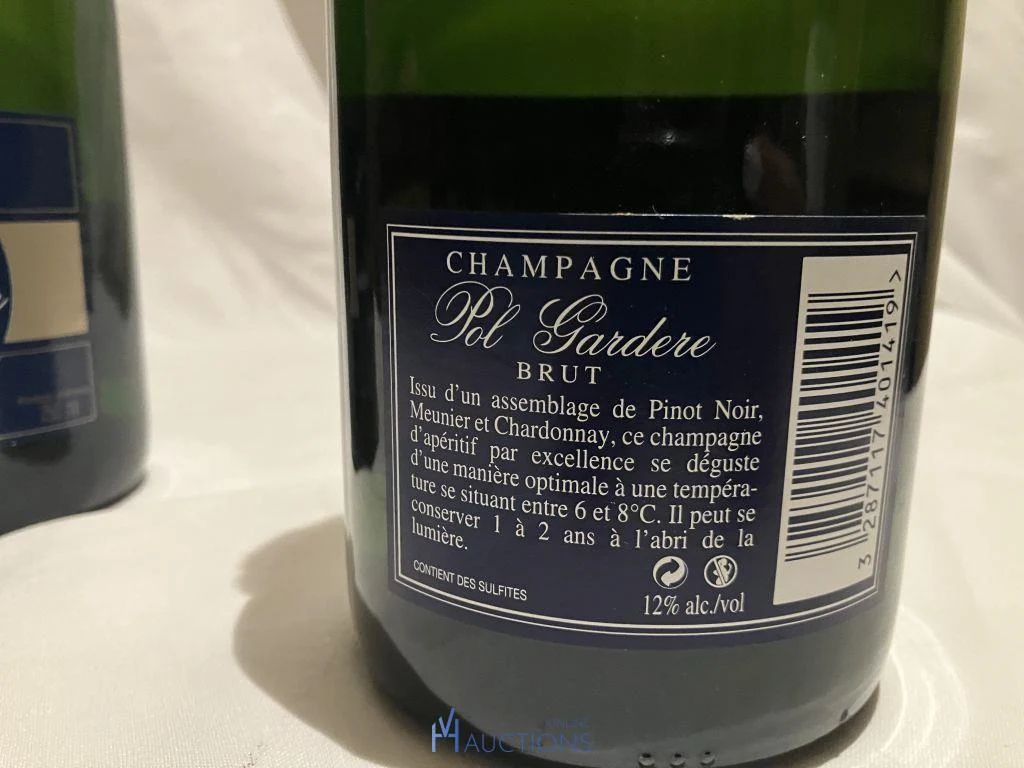 CHAMPAGNE
Pol Gardere
BRUT
Issu d'un assemblage de Pinot Noir,
Meunier et Chardonnay, ce champagne
d'apéritif par excellence se déguste
d'une manière optimale à une tempéra-
ture se situant entre 6 et 8°C. Il peut se
conserver 1 à 2 ans à l'abri de la
lumière.
CONTIENT DES SULFITES
12% alc./vol
3 287117 401419 >
ONLINE
AUCTIONS